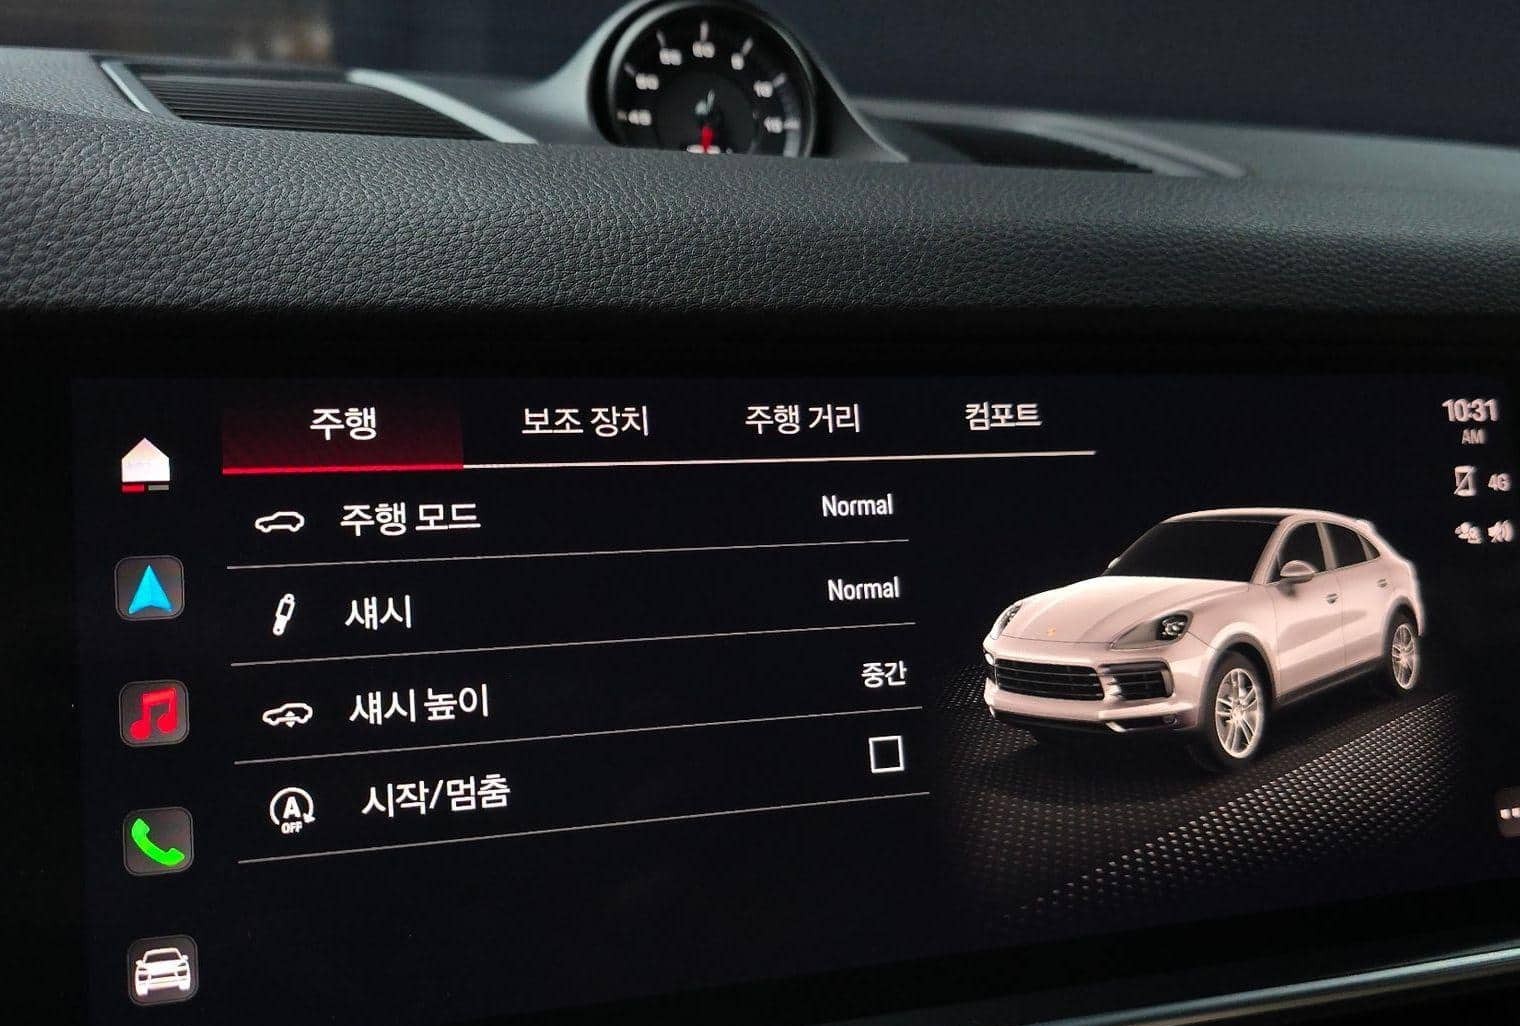 주행 보조 장치 주행 거리 컴포트
10:31
AM
4G
주행 모드 Normal
섀시 Normal
섀시 높이 중간
시작/멈춤
A
OFF